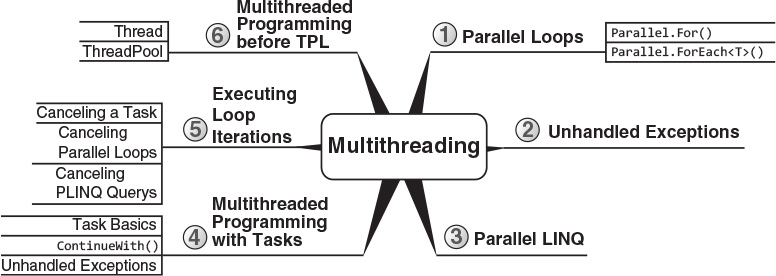 Multithreading
1 Parallel Loops
Parallel.For()
Parallel.ForEach<T>()
2 Unhandled Exceptions
3 Parallel LINQ
4 Multithreaded
Programming
with Tasks
Task Basics
ContinueWith()
Unhandled Exceptions
5 Executing
Loop
Iterations
Canceling a Task
Canceling
Parallel Loops
Canceling
PLINQ Querys
6 Multithreaded
Programming
before TPL
Thread
ThreadPool